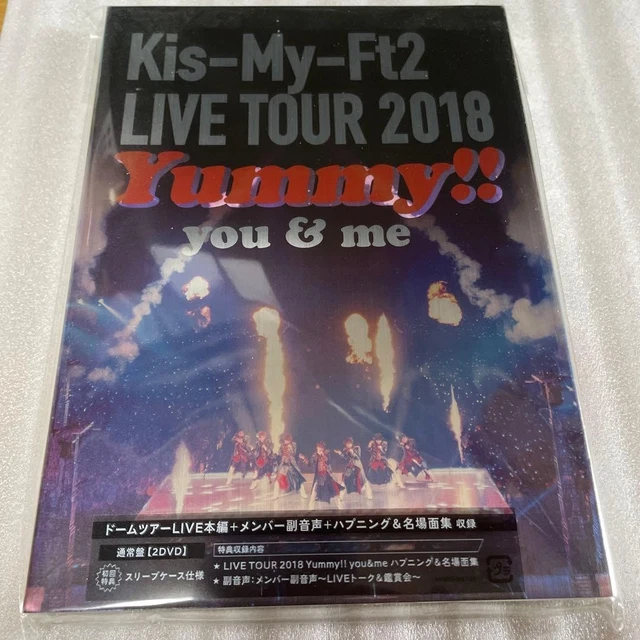 Kis-My-Ft2
LIVE TOUR 2018
Yummy!!
you & me
ドームツアーLIVE本編+メンバー副音声+ハプニング&名場面集 収録
通常盤【2DVD】
初回特典 スリーブケース仕様
特典収録内容
★ LIVE TOUR 2018 Yummy!! you&me ハプニング&名場面集
★ 副音声:メンバー副音声〜LIVEトーク&鑑賞会〜